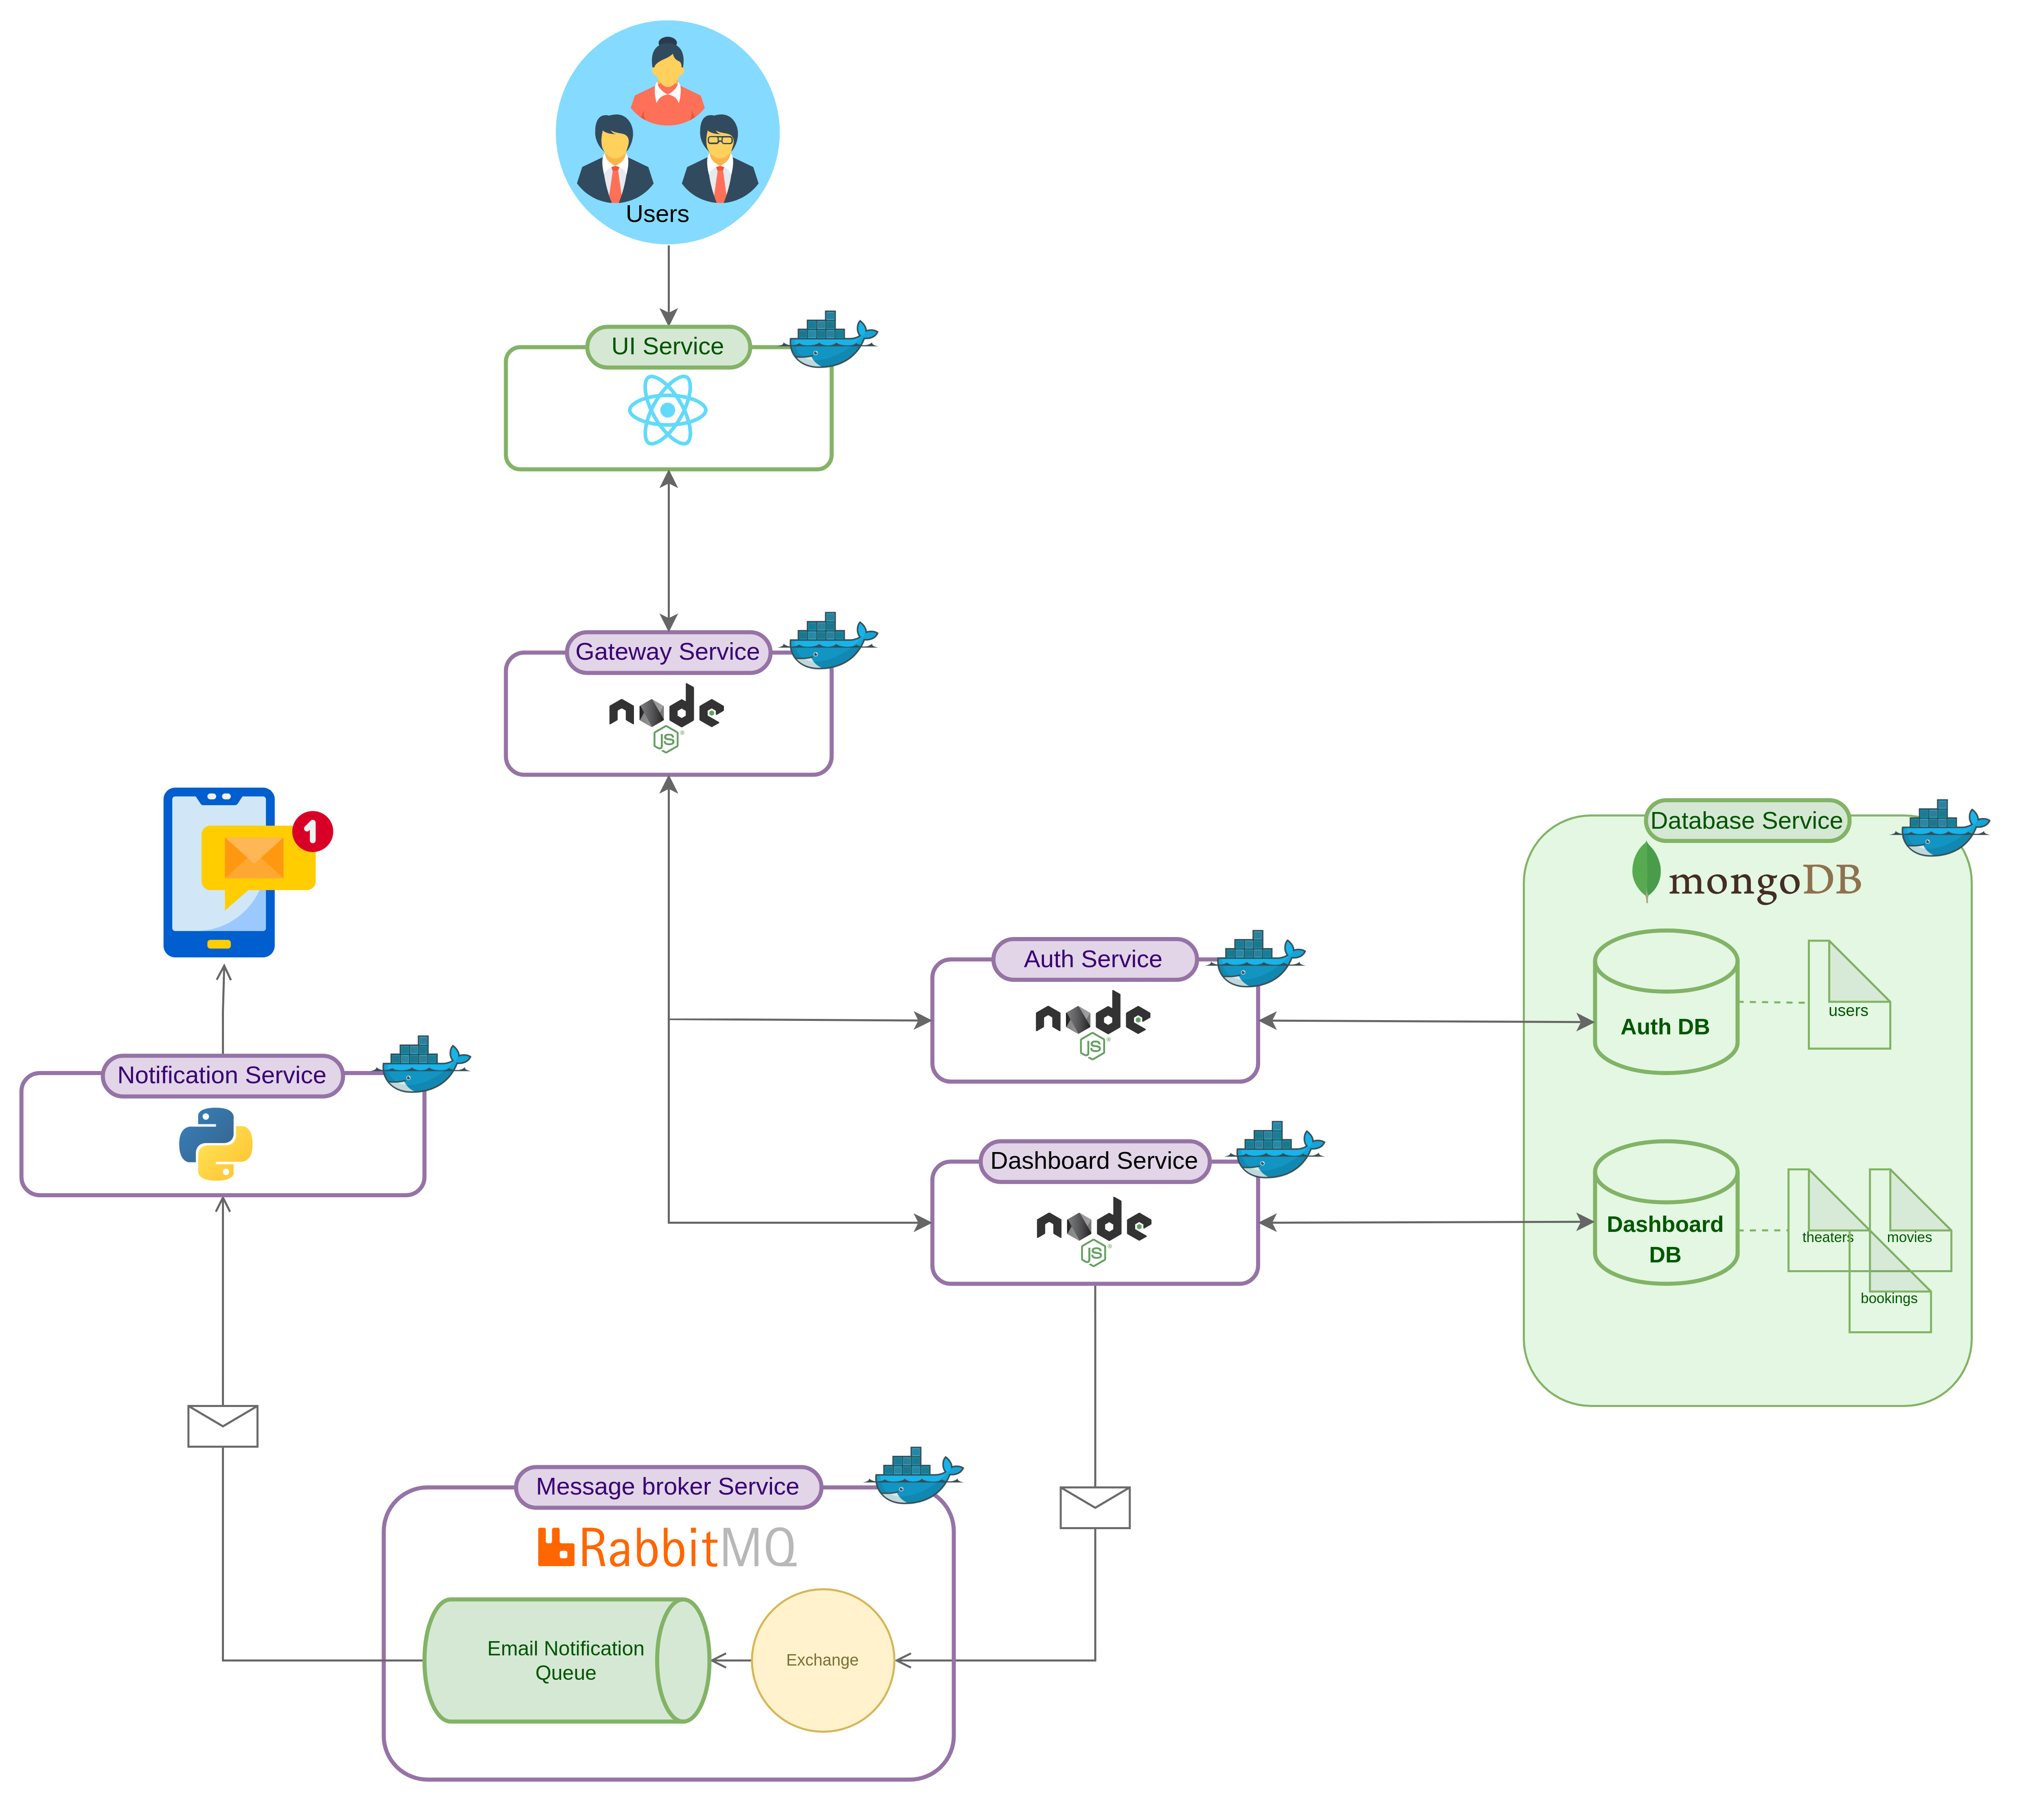 Users
UI Service
Gateway Service
node
JS
1
Database Service
mongoDB
Auth Service
node
JS
Auth DB
users
Notification Service
Dashboard Service
node
JS
Dashboard
DB
theaters
movies
bookings
Message broker Service
RabbitMQ
Email Notification
Queue
Exchange